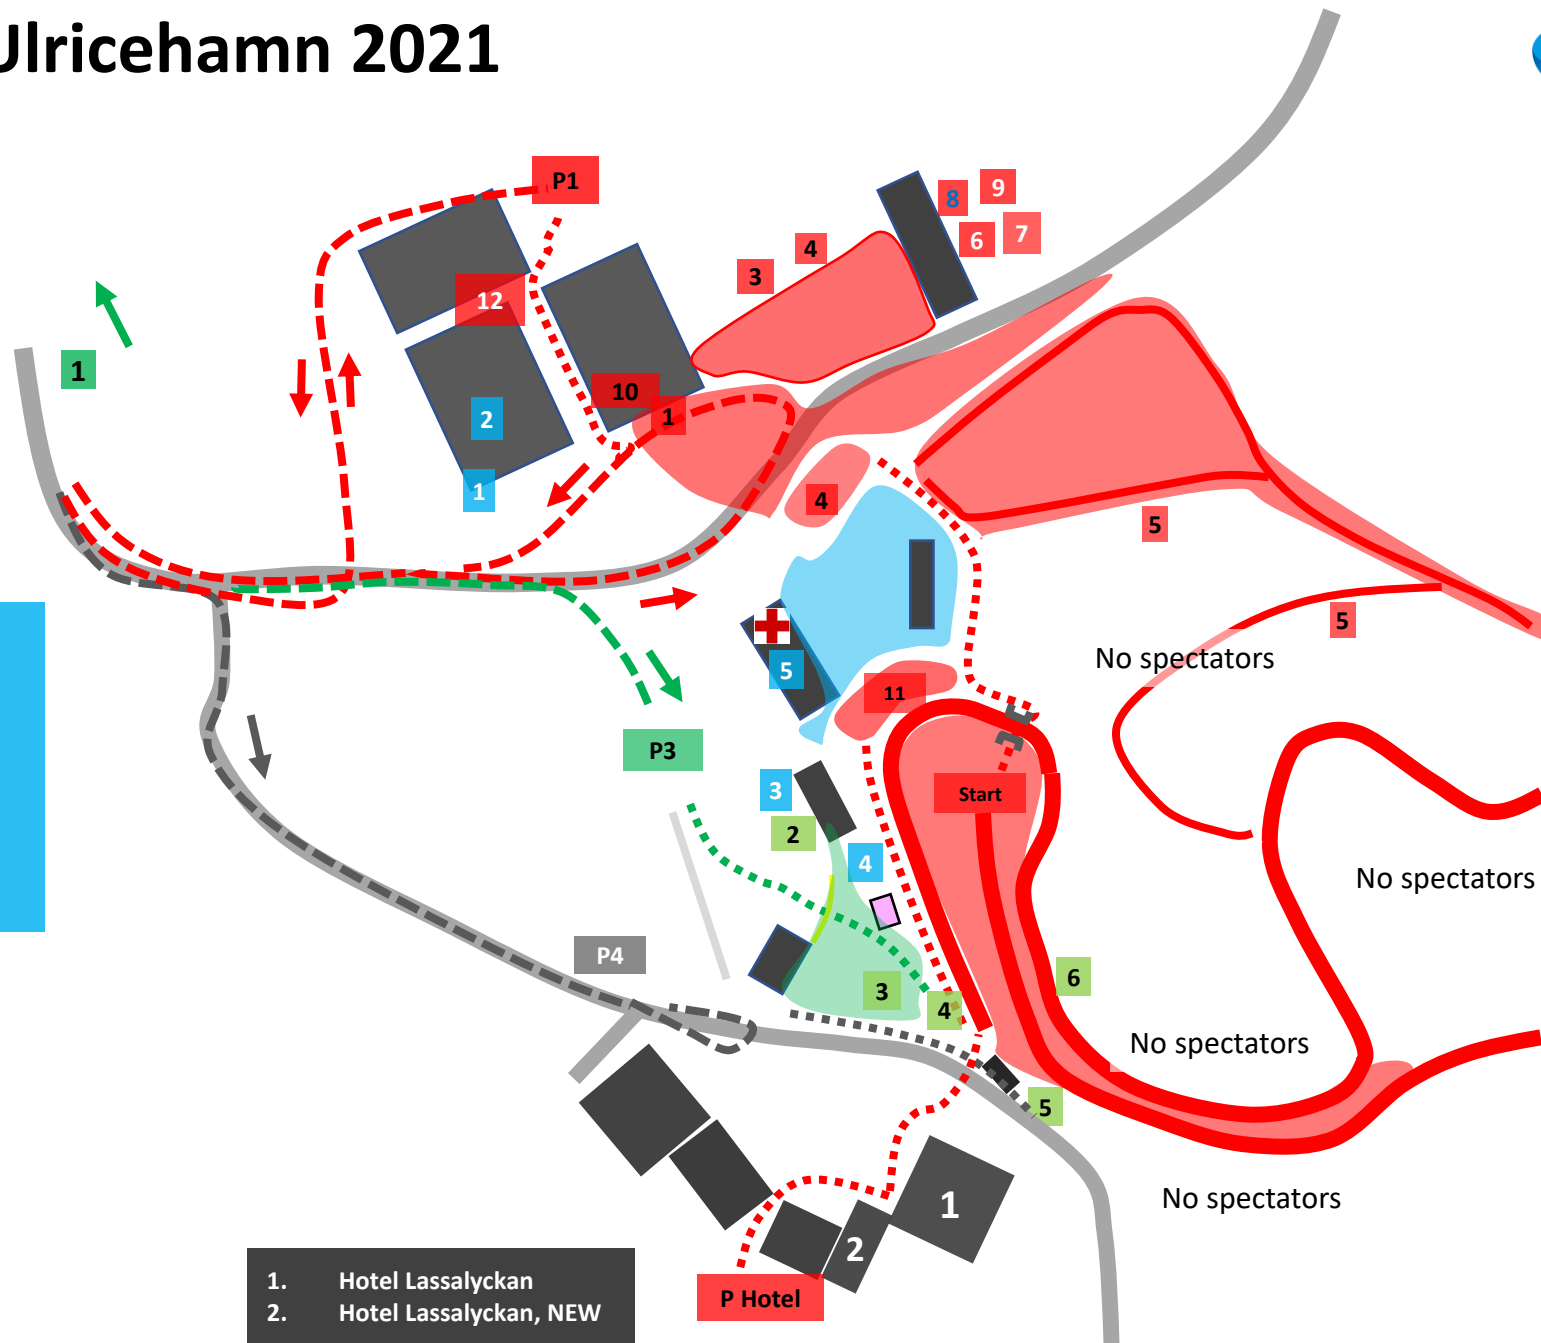 Ulricehamn 2021
P1
9
8
7
6
4
3
12
1
10
2
1
1
4
5
5
No spectators
5
11
P3
3
Start
2
4
No spectators
P4
6
3
4
No spectators
5
No spectators
1
2
1. Hotel Lassalyckan
2. Hotel Lassalyckan, NEW
P Hotel